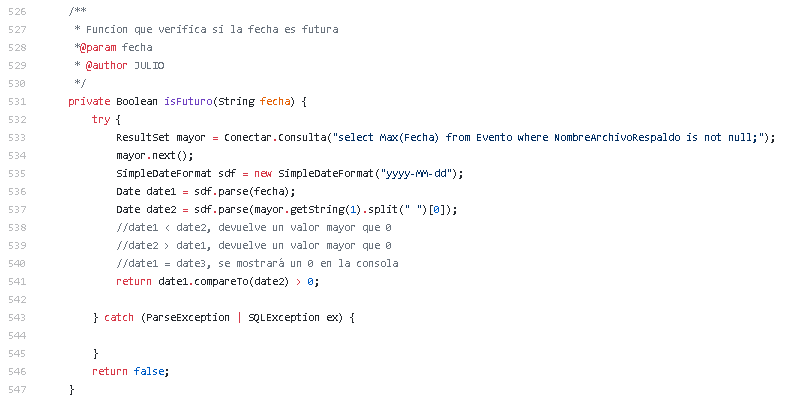 526 /**
527 * Funcion que verifica si la fecha es futura
528 *@param fecha
529 * @author JULIO
530 */
531 private Boolean isFuturo(String fecha) {
532 try {
533 ResultSet mayor = Conectar.Consulta("select Max(Fecha) from Evento where NombreArchivoRespaldo is not null;");
534 mayor.next();
535 SimpleDateFormat sdf = new SimpleDateFormat("yyyy-MM-dd");
536 Date date1 = sdf.parse(fecha);
537 Date date2 = sdf.parse(mayor.getString(1).split(" ")[0]);
538 //date1 < date2, devuelve un valor mayor que 0
539 //date2 > date1, devuelve un valor mayor que 0
540 //date1 = date3, se mostrará un 0 en la consola
541 return date1.compareTo(date2) > 0;
542
543 } catch (ParseException | SQLException ex) {
544
545 }
546 return false;
547 }